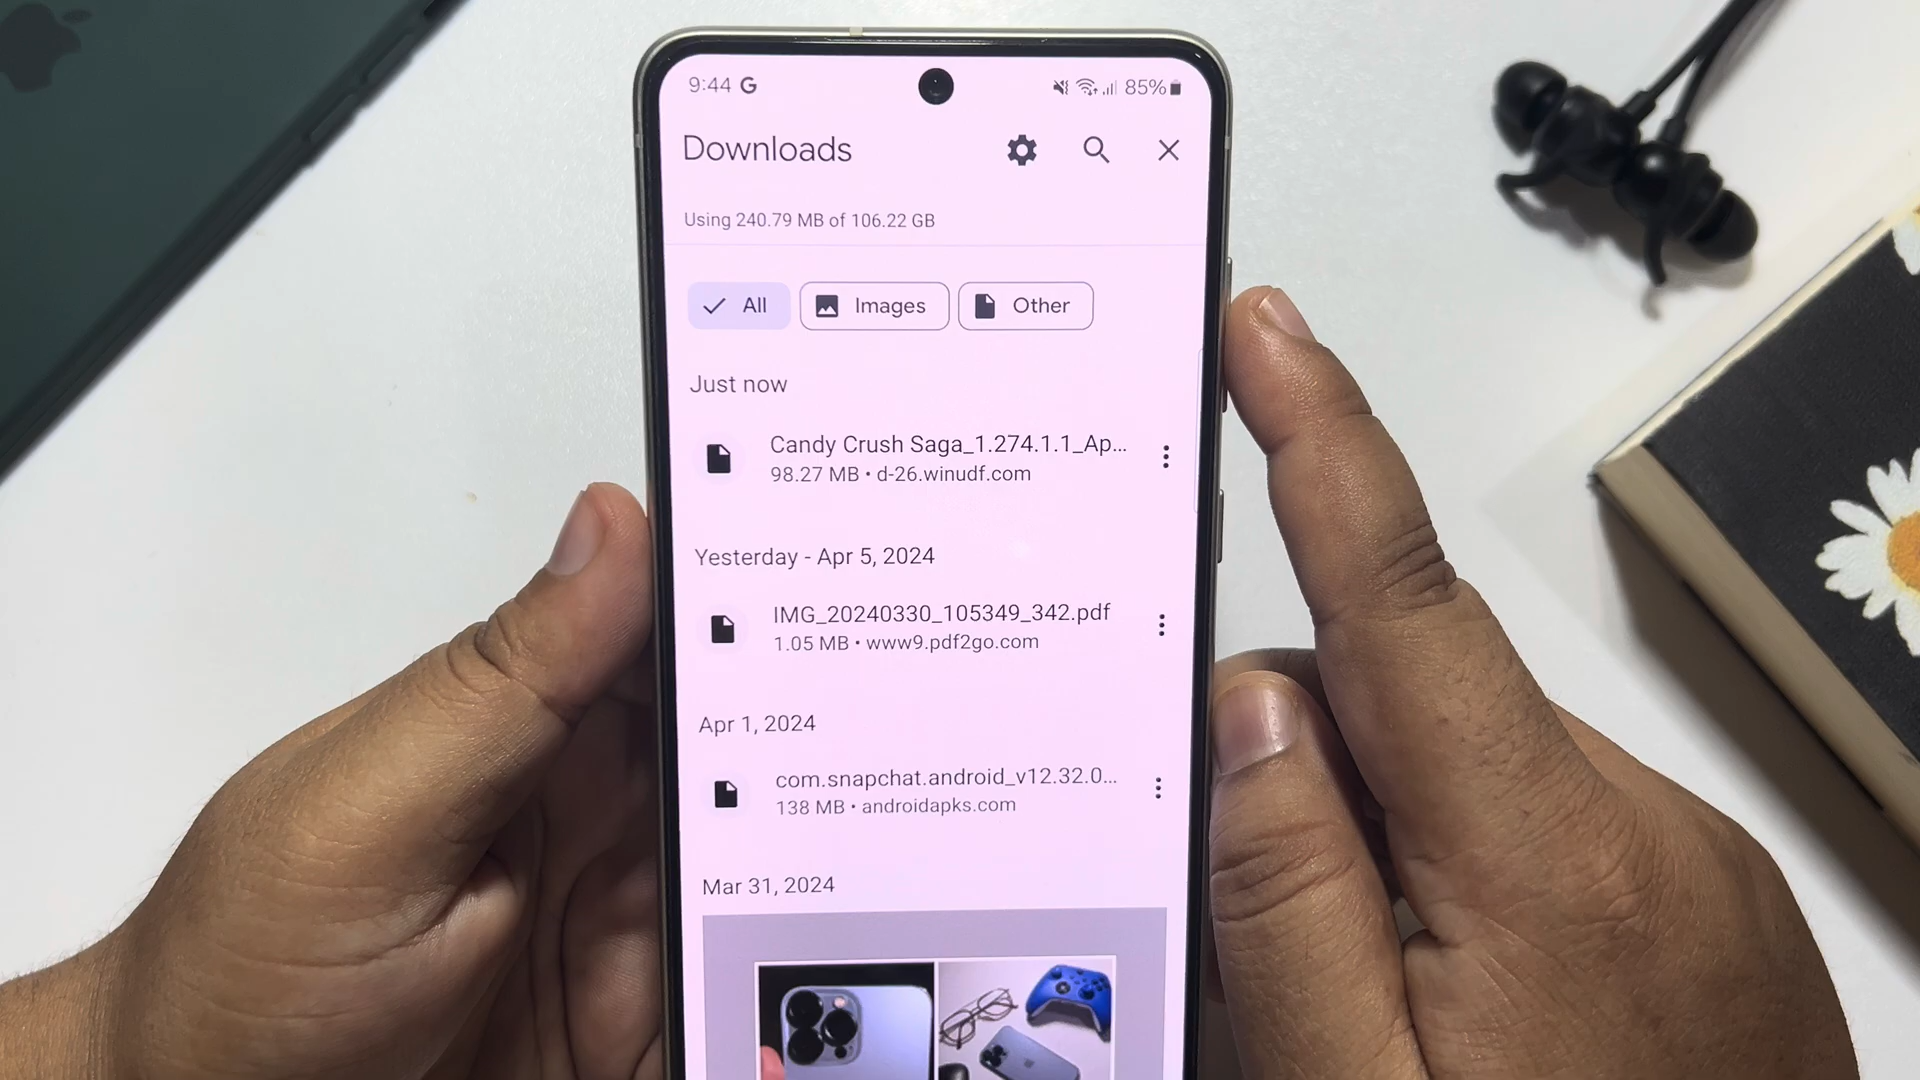 9:44 G 85%
Downloads
Using 240.79 MB of 106.22 GB
All Images Other
Just now
Candy Crush Saga_1.274.1.1_Ap...
98.27 MB • d-26.winudf.com
Yesterday - Apr 5, 2024
IMG_20240330_105349_342.pdf
1.05 MB • www9.pdf2go.com
Apr 1, 2024
com.snapchat.android_v12.32.0...
138 MB • androidapks.com
Mar 31, 2024